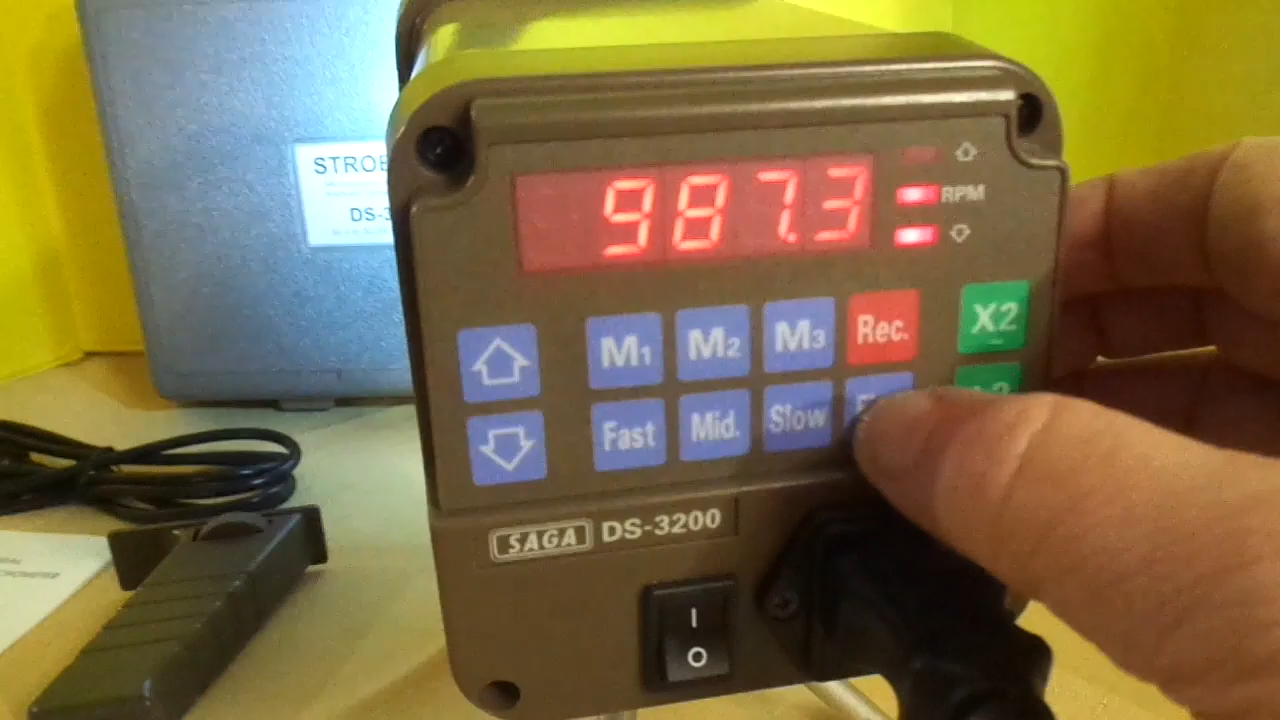 STROB
DS-3
987.3
RPM
M1 M2 M3 Rec. X2
Fast Mid. Slow
SAGA DS-3200
I
O